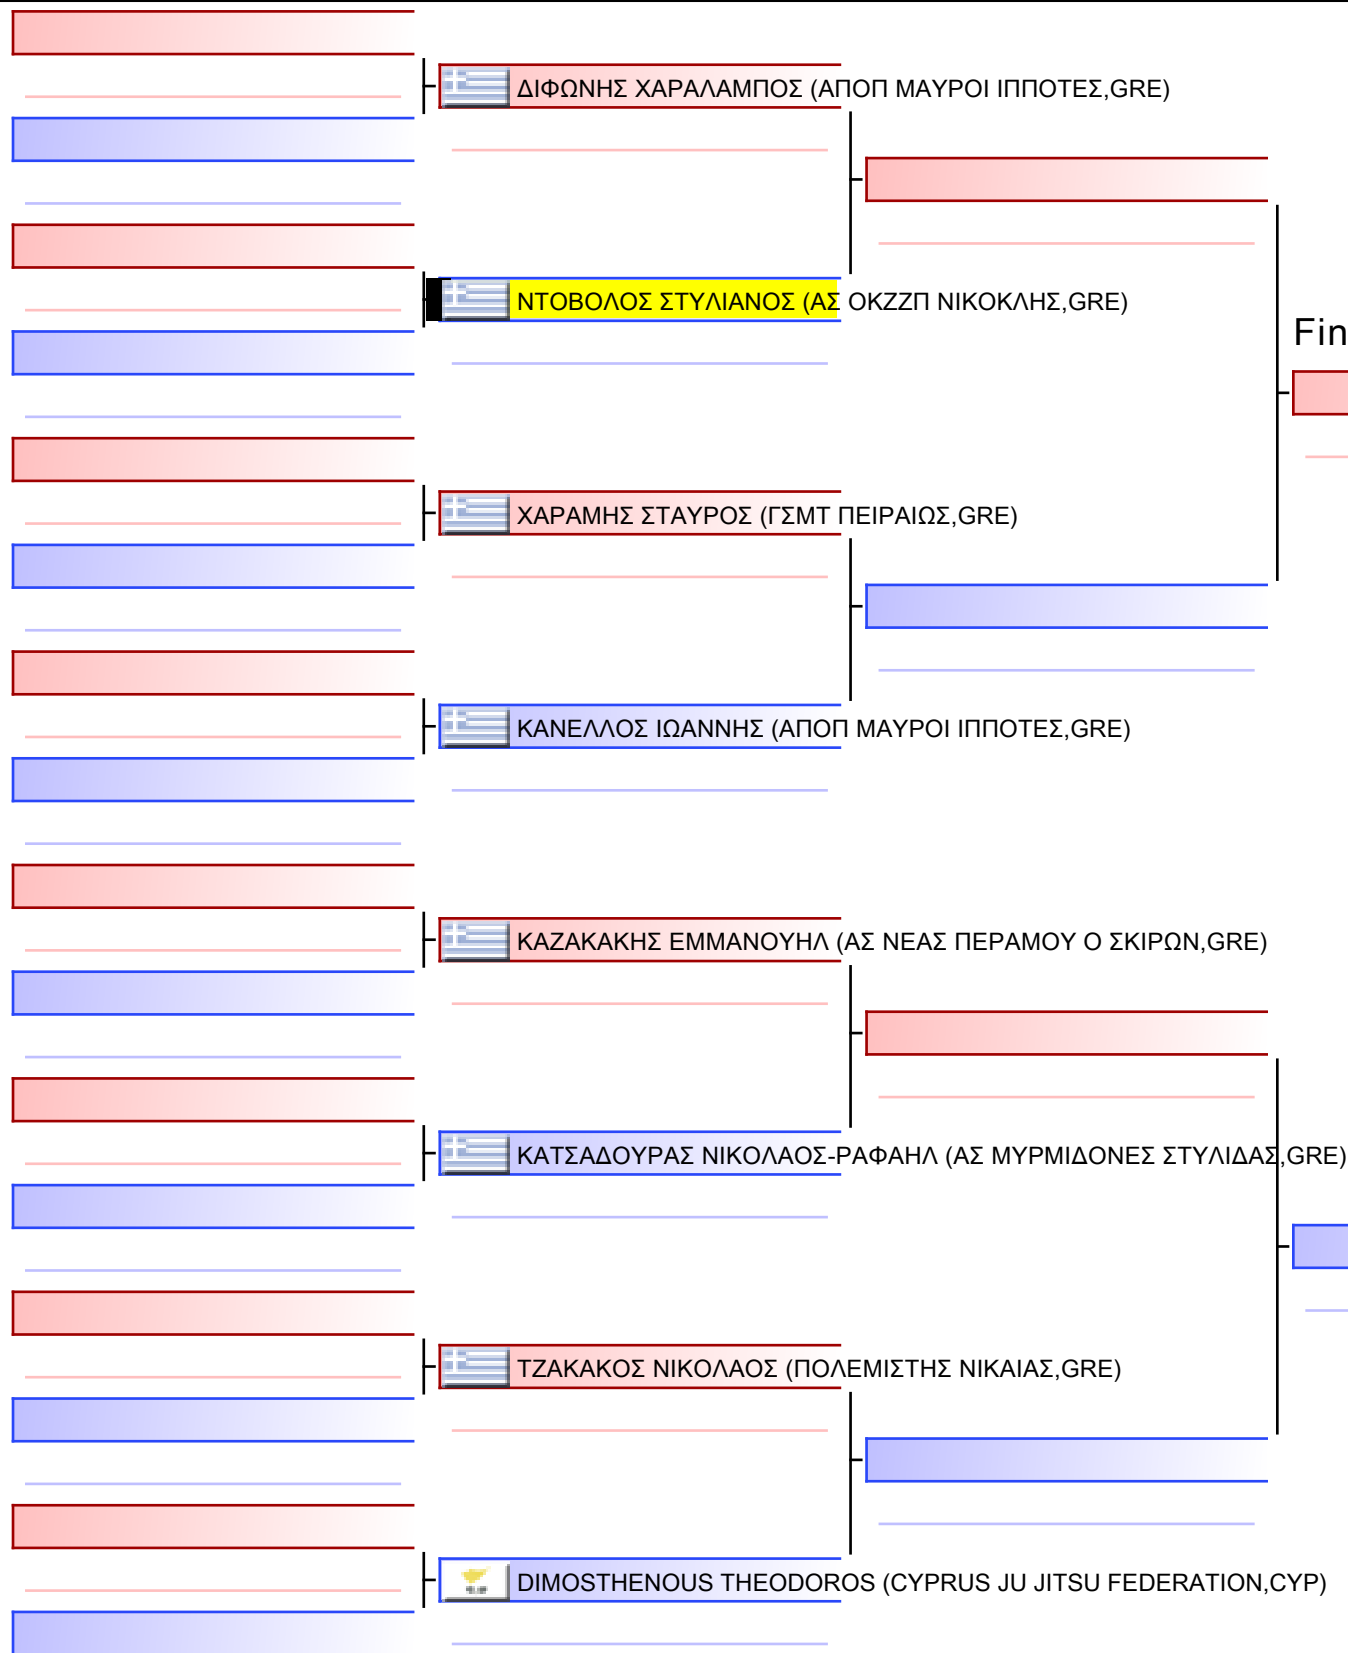 ΔΙΦΩΝΗΣ ΧΑΡΑΛΑΜΠΟΣ (ΑΠΟΠ ΜΑΥΡΟΙ ΙΠΠΟΤΕΣ,GRE)
ΝΤΟΒΟΛΟΣ ΣΤΥΛΙΑΝΟΣ (ΑΣ ΟΚΖΖΠ ΝΙΚΟΚΛΗΣ,GRE)
Fin
ΧΑΡΑΜΗΣ ΣΤΑΥΡΟΣ (ΓΣΜΤ ΠΕΙΡΑΙΩΣ,GRE)
ΚΑΝΕΛΛΟΣ ΙΩΑΝΝΗΣ (ΑΠΟΠ ΜΑΥΡΟΙ ΙΠΠΟΤΕΣ,GRE)
ΚΑΖΑΚΑΚΗΣ ΕΜΜΑΝΟΥΗΛ (ΑΣ ΝΕΑΣ ΠΕΡΑΜΟΥ Ο ΣΚΙΡΩΝ,GRE)
ΚΑΤΣΑΔΟΥΡΑΣ ΝΙΚΟΛΑΟΣ-ΡΑΦΑΗΛ (ΑΣ ΜΥΡΜΙΔΟΝΕΣ ΣΤΥΛΙΔΑΣ,GRE)
ΤΖΑΚΑΚΟΣ ΝΙΚΟΛΑΟΣ (ΠΟΛΕΜΙΣΤΗΣ ΝΙΚΑΙΑΣ,GRE)
DIMOSTHENOUS THEODOROS (CYPRUS JU JITSU FEDERATION,CYP)